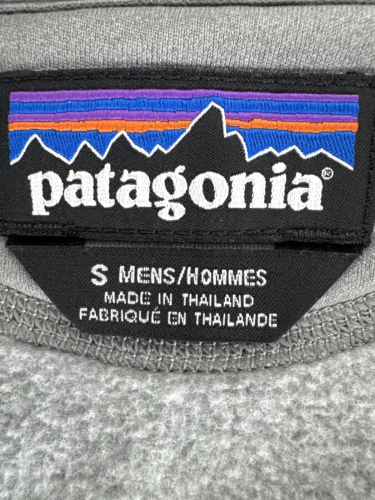 patagonia®
S MENS/HOMMES
MADE IN THAILAND
FABRIQUÉ EN THAILANDE